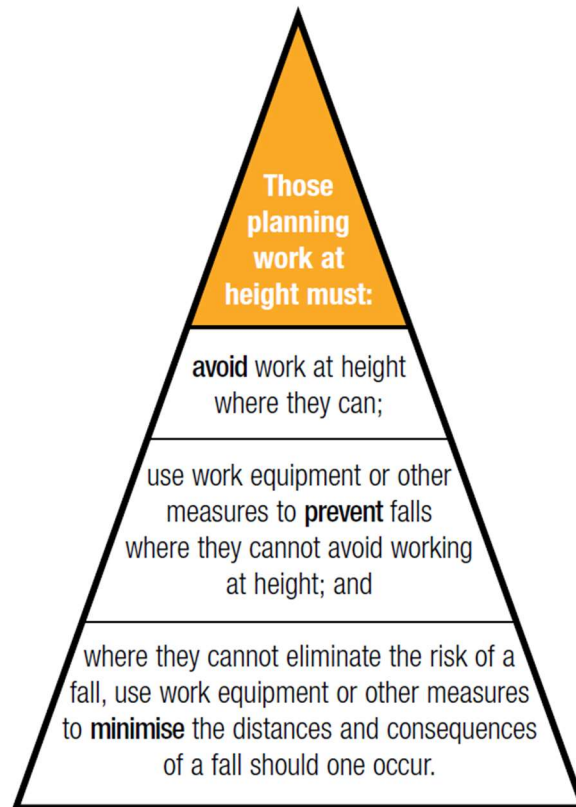 Those
planning
work at
height must:
avoid work at height
where they can;
use work equipment or other
measures to prevent falls
where they cannot avoid working
at height; and
where they cannot eliminate the risk of a
fall, use work equipment or other measures
to minimise the distances and consequences
of a fall should one occur.